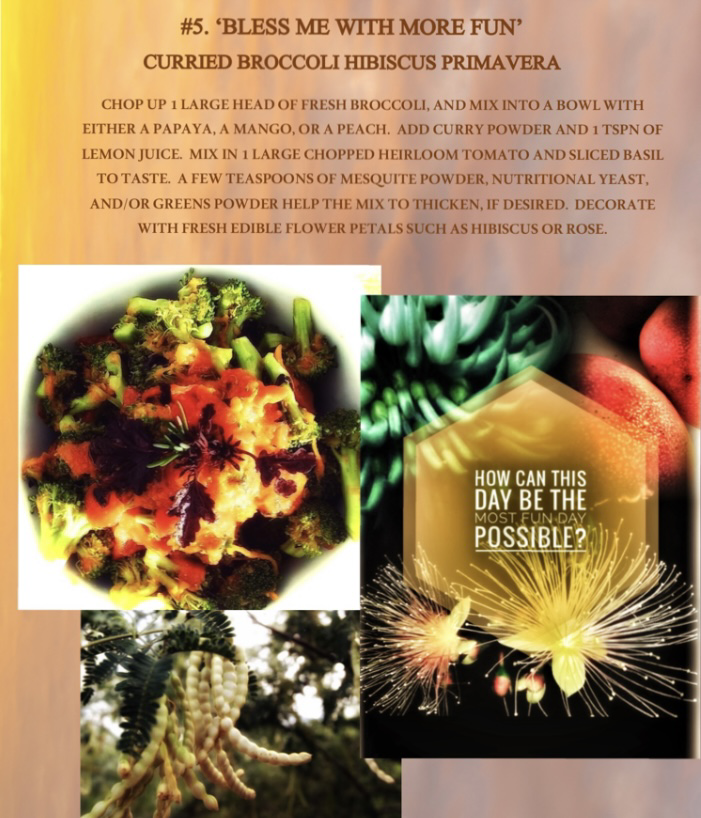 #5. ‘BLESS ME WITH MORE FUN’
CURRIED BROCCOLI HIBISCUS PRIMAVERA
CHOP UP 1 LARGE HEAD OF FRESH BROCCOLI, AND MIX INTO A BOWL WITH
EITHER A PAPAYA, A MANGO, OR A PEACH. ADD CURRY POWDER AND 1 TSPN OF
LEMON JUICE. MIX IN 1 LARGE CHOPPED HEIRLOOM TOMATO AND SLICED BASIL
TO TASTE. A FEW TEASPOONS OF MESQUITE POWDER, NUTRITIONAL YEAST,
AND/OR GREENS POWDER HELP THE MIX TO THICKEN, IF DESIRED. DECORATE
WITH FRESH EDIBLE FLOWER PETALS SUCH AS HIBISCUS OR ROSE.
HOW CAN THIS
DAY BE THE
MOST FUN DAY
POSSIBLE?